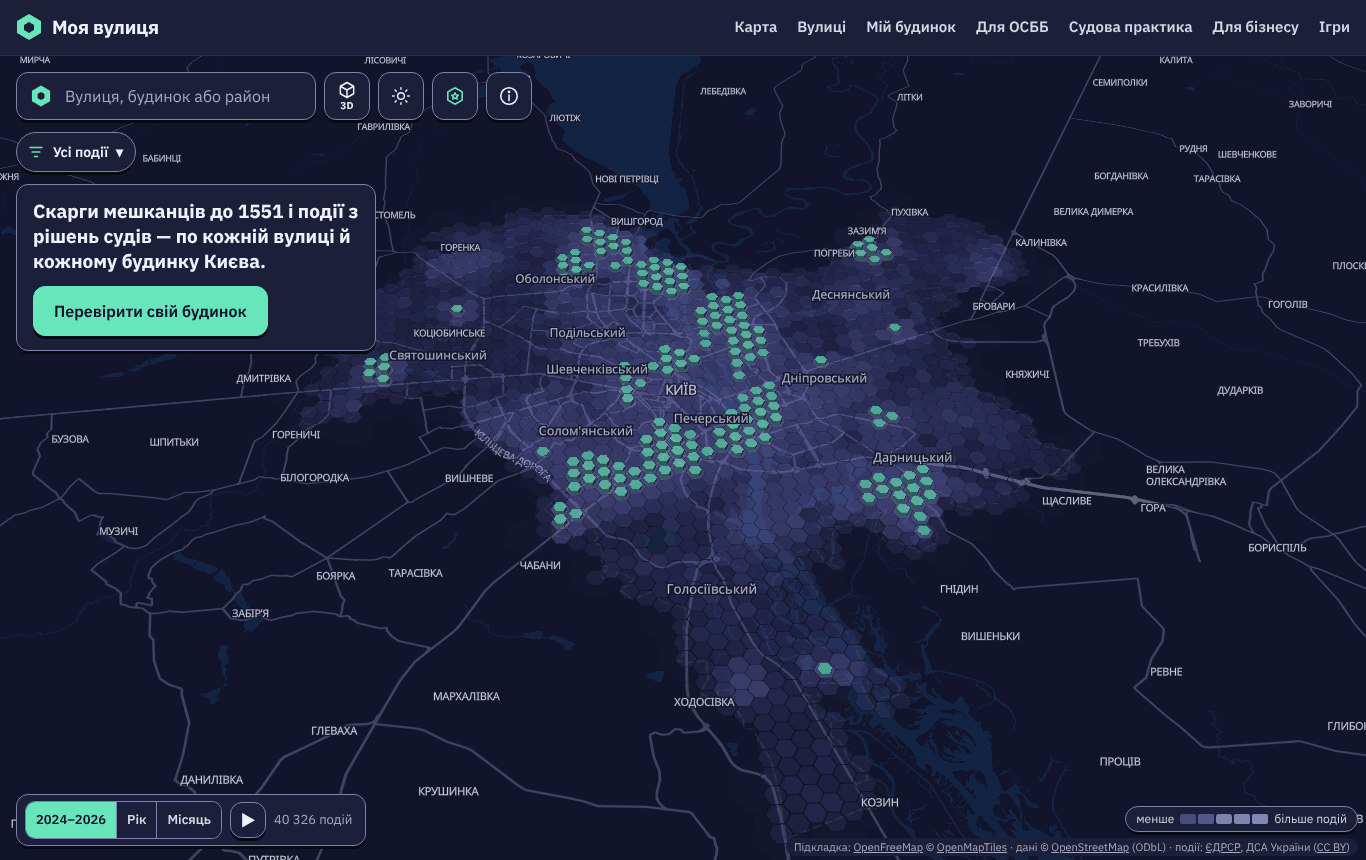 Моя вулиця
Карта Вулиці Мій будинок Для ОСББ Судова практика Для бізнесу Ігри
МИРЧА
ЛІСОВИЧІ
КАЛИТА
СЕМИПОЛКИ
Вулиця, будинок або район
3D
ЛЕБЕДІВКА
ЛІТКИ
ЗАВОРИЧІ
ЛЮТІЖ
ГАВРИЛІВКА
Усі події ▾
БАБИНЦІ
РУДНЯ
ШЕВЧЕНКОВЕ
БОГДАНІВКА
ТАРАСІВКА
НОВІ ПЕТРІВЦІ
Скарги мешканців до 1551 і події з
рішень судів — по кожній вулиці й
кожному будинку Києва.
Перевірити свій будинок
СТОМЕЛЬ
ВИШГОРОД
ПУХІВКА
ВЕЛИКА ДИМЕРКА
ЗАЗИМ'Я
ГОРЕНКА
ПОГРЕБИ
КАЛИНІВКА
Оболонський
Деснянський
КРАСИЛІВКА
БРОВАРИ
ГОГОЛІВ
КОЦЮБИНСЬКЕ
Подільський
ТРЕБУХІВ
Святошинський
Шевченківський
ДМИТРІВКА
КИЇВ
Дніпровський
КНЯЖИЧІ
ДУДАРКІВ
Печерський
Солом'янський
ГОРЕНИЧІ
БУЗОВА
ШПИТЬКИ
КІЛЬЦЕВА ДОРОГА
Дарницький
БІЛОГОРОДКА
ВИШНЕВЕ
ВЕЛИКА
ОЛЕКСАНДРІВКА
ЩАСЛИВЕ
ГОРА
МУЗИЧІ
БОРИСПІЛЬ
ЧАБАНИ
БОЯРКА
ТАРАСІВКА
Голосіївський
ГНІДИН
ЗАБІР'Я
ВИШЕНЬКИ
РЕВНЕ
МАРХАЛІВКА
ХОДОСІВКА
ГЛЕВАХА
ПРОЦІВ
ДАНИЛІВКА
КРУШИНКА
КОЗИН
2024–2026 Рік Місяць 40 326 подій
менше більше подій
Підкладка: OpenFreeMap © OpenMapTiles · дані © OpenStreetMap (ODbL) · події: ЄДРСР, ДСА України (CC BY)